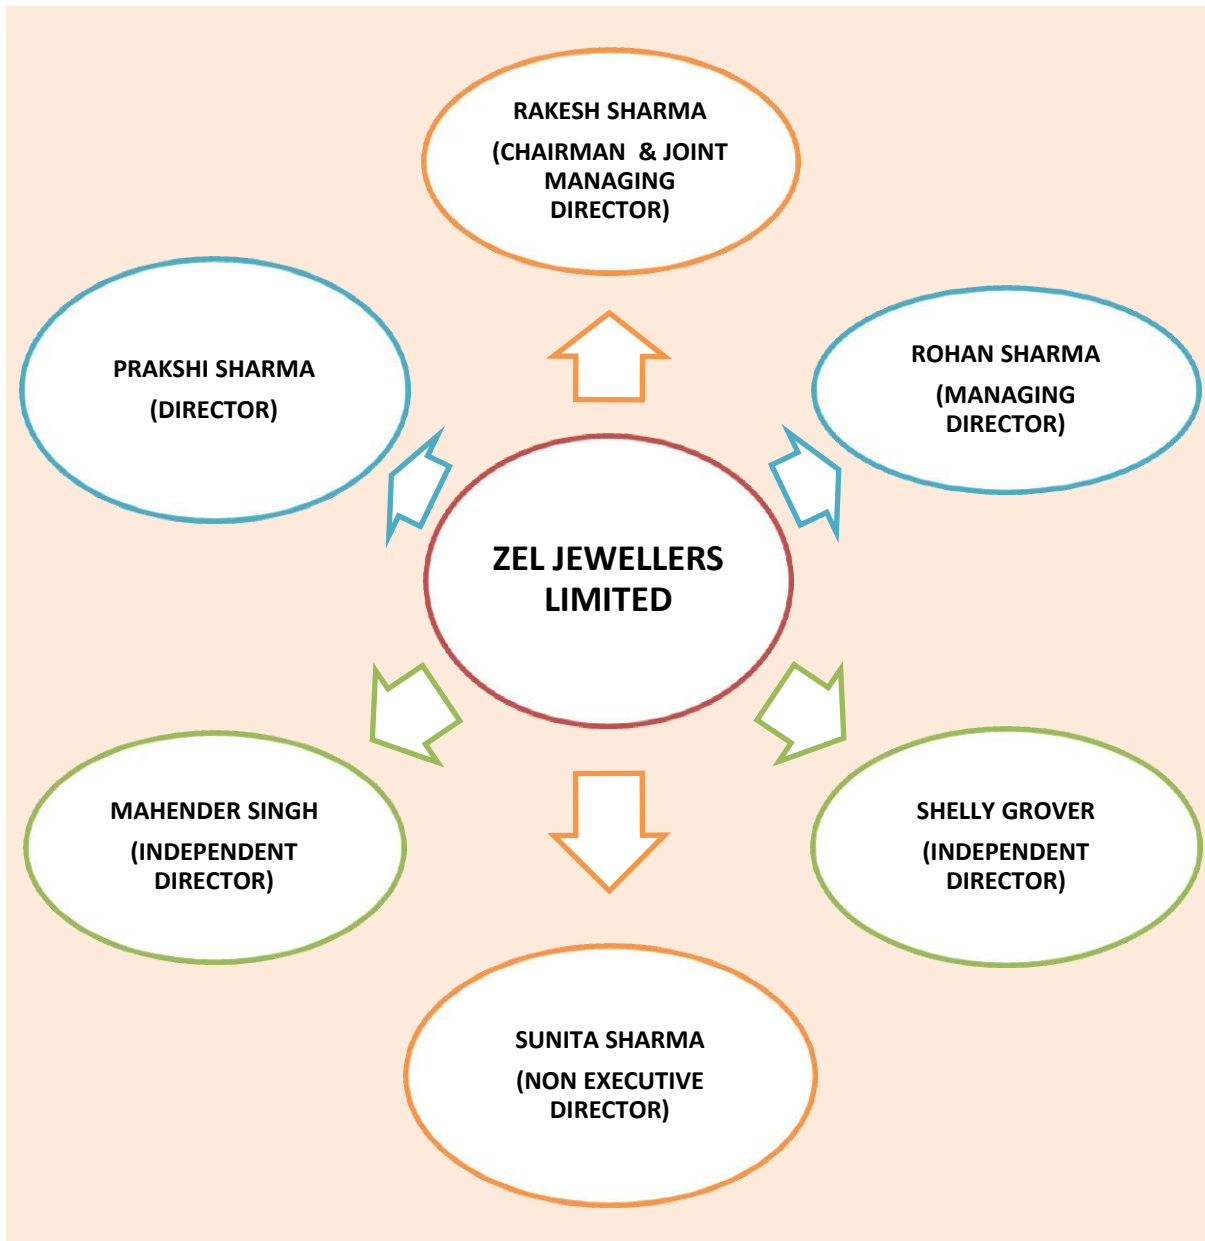 RAKESH SHARMA
(CHAIRMAN & JOINT
MANAGING
DIRECTOR)
PRAKSHI SHARMA
(DIRECTOR)
ROHAN SHARMA
(MANAGING
DIRECTOR)
ZEL JEWELLERS
LIMITED
MAHENDER SINGH
(INDEPENDENT
DIRECTOR)
SHELLY GROVER
(INDEPENDENT
DIRECTOR)
SUNITA SHARMA
(NON EXECUTIVE
DIRECTOR)